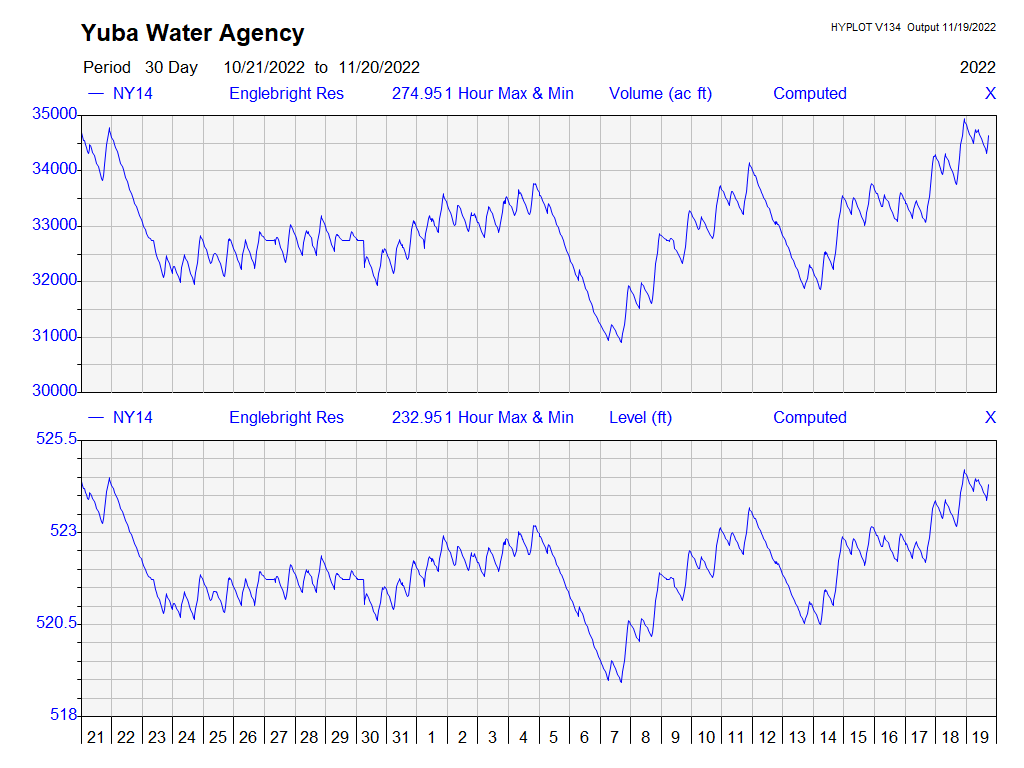 Yuba Water Agency
HYPLOT V134 Output 11/19/2022
Period 30 Day 10/21/2022 to 11/20/2022 2022
NY14 Englebright Res 274.951 Hour Max & Min Volume (ac ft) Computed X
35000
34000
33000
32000
31000
30000
NY14 Englebright Res 232.951 Hour Max & Min Level (ft) Computed X
525.5
523
520.5
518
21 22 23 24 25 26 27 28 29 30 31 1 2 3 4 5 6 7 8 9 10 11 12 13 14 15 16 17 18 19